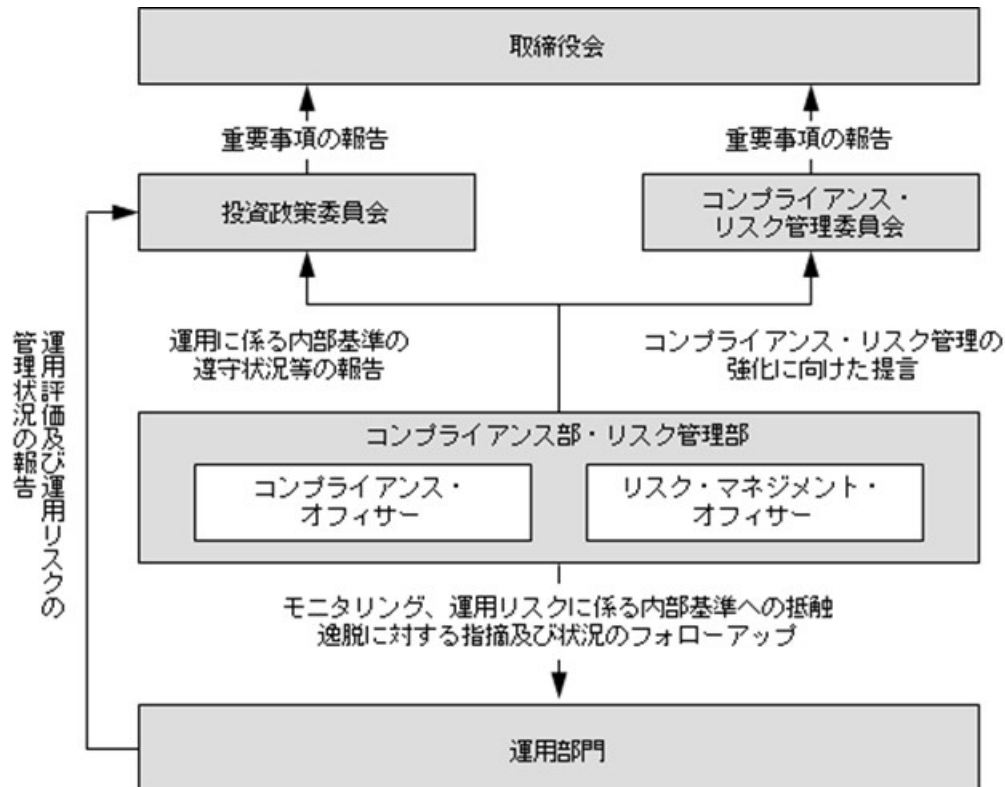 取締役会
重要事項の報告
重要事項の報告
投資政策委員会
コンプライアンス・
リスク管理委員会
運用に係る内部基準の
遵守状況等の報告
コンプライアンス・リスク管理の
強化に向けた提言
運用評価及び運用リスクの
管理状況の報告
コンプライアンス部・リスク管理部
コンプライアンス・
オフィサー
リスク・マネジメント・
オフィサー
モニタリング、運用リスクに係る内部基準への抵触
逸脱に対する指摘及び状況のフォローアップ
運用部門